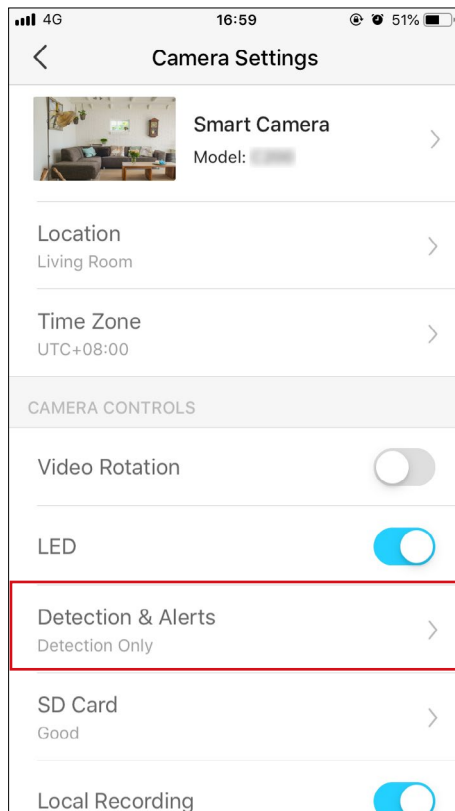 4G 16:59 51%
Camera Settings
Smart Camera
Model:
Location
Living Room
Time Zone
UTC+08:00
CAMERA CONTROLS
Video Rotation
LED
Detection & Alerts
Detection Only
SD Card
Good
Local Recording